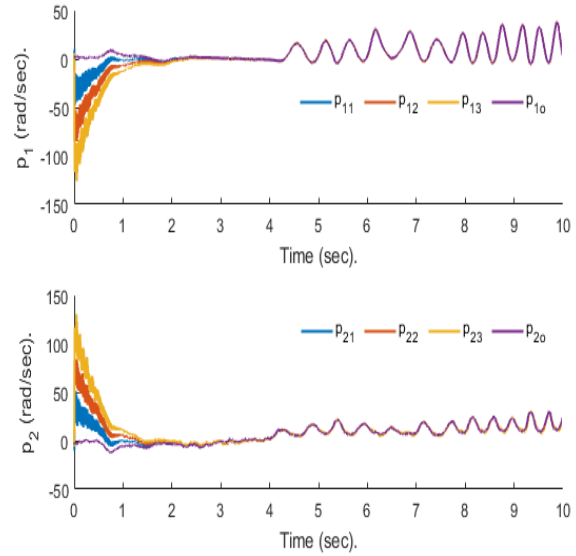 50
0
-50
-100
-150
p₁ (rad/sec).
p₁₁ p₁₂ p₁₃ p₁ₒ
0 1 2 3 4 5 6 7 8 9 10
Time (sec).
150
100
50
0
-50
p₂ (rad/sec).
p₂₁ p₂₂ p₂₃ p₂ₒ
0 1 2 3 4 5 6 7 8 9 10
Time (sec).